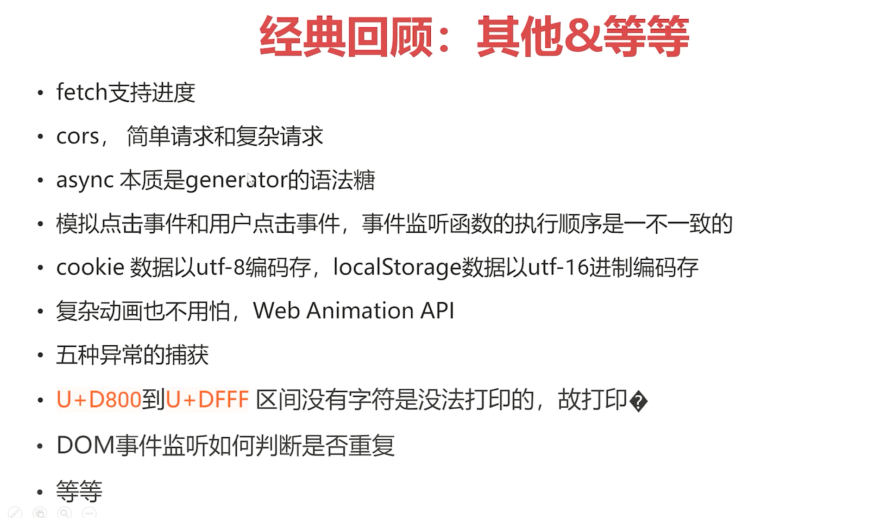 经典回顾：其他&等等
• fetch支持进度
• cors， 简单请求和复杂请求
• async 本质是generator的语法糖
• 模拟点击事件和用户点击事件，事件监听函数的执行顺序是一不一致的
• cookie 数据以utf-8编码存，localStorage数据以utf-16进制编码存
• 复杂动画也不用怕，Web Animation API
• 五种异常的捕获
• U+D800到U+DFFF 区间没有字符是没法打印的，故打印�
• DOM事件监听如何判断是否重复
• 等等